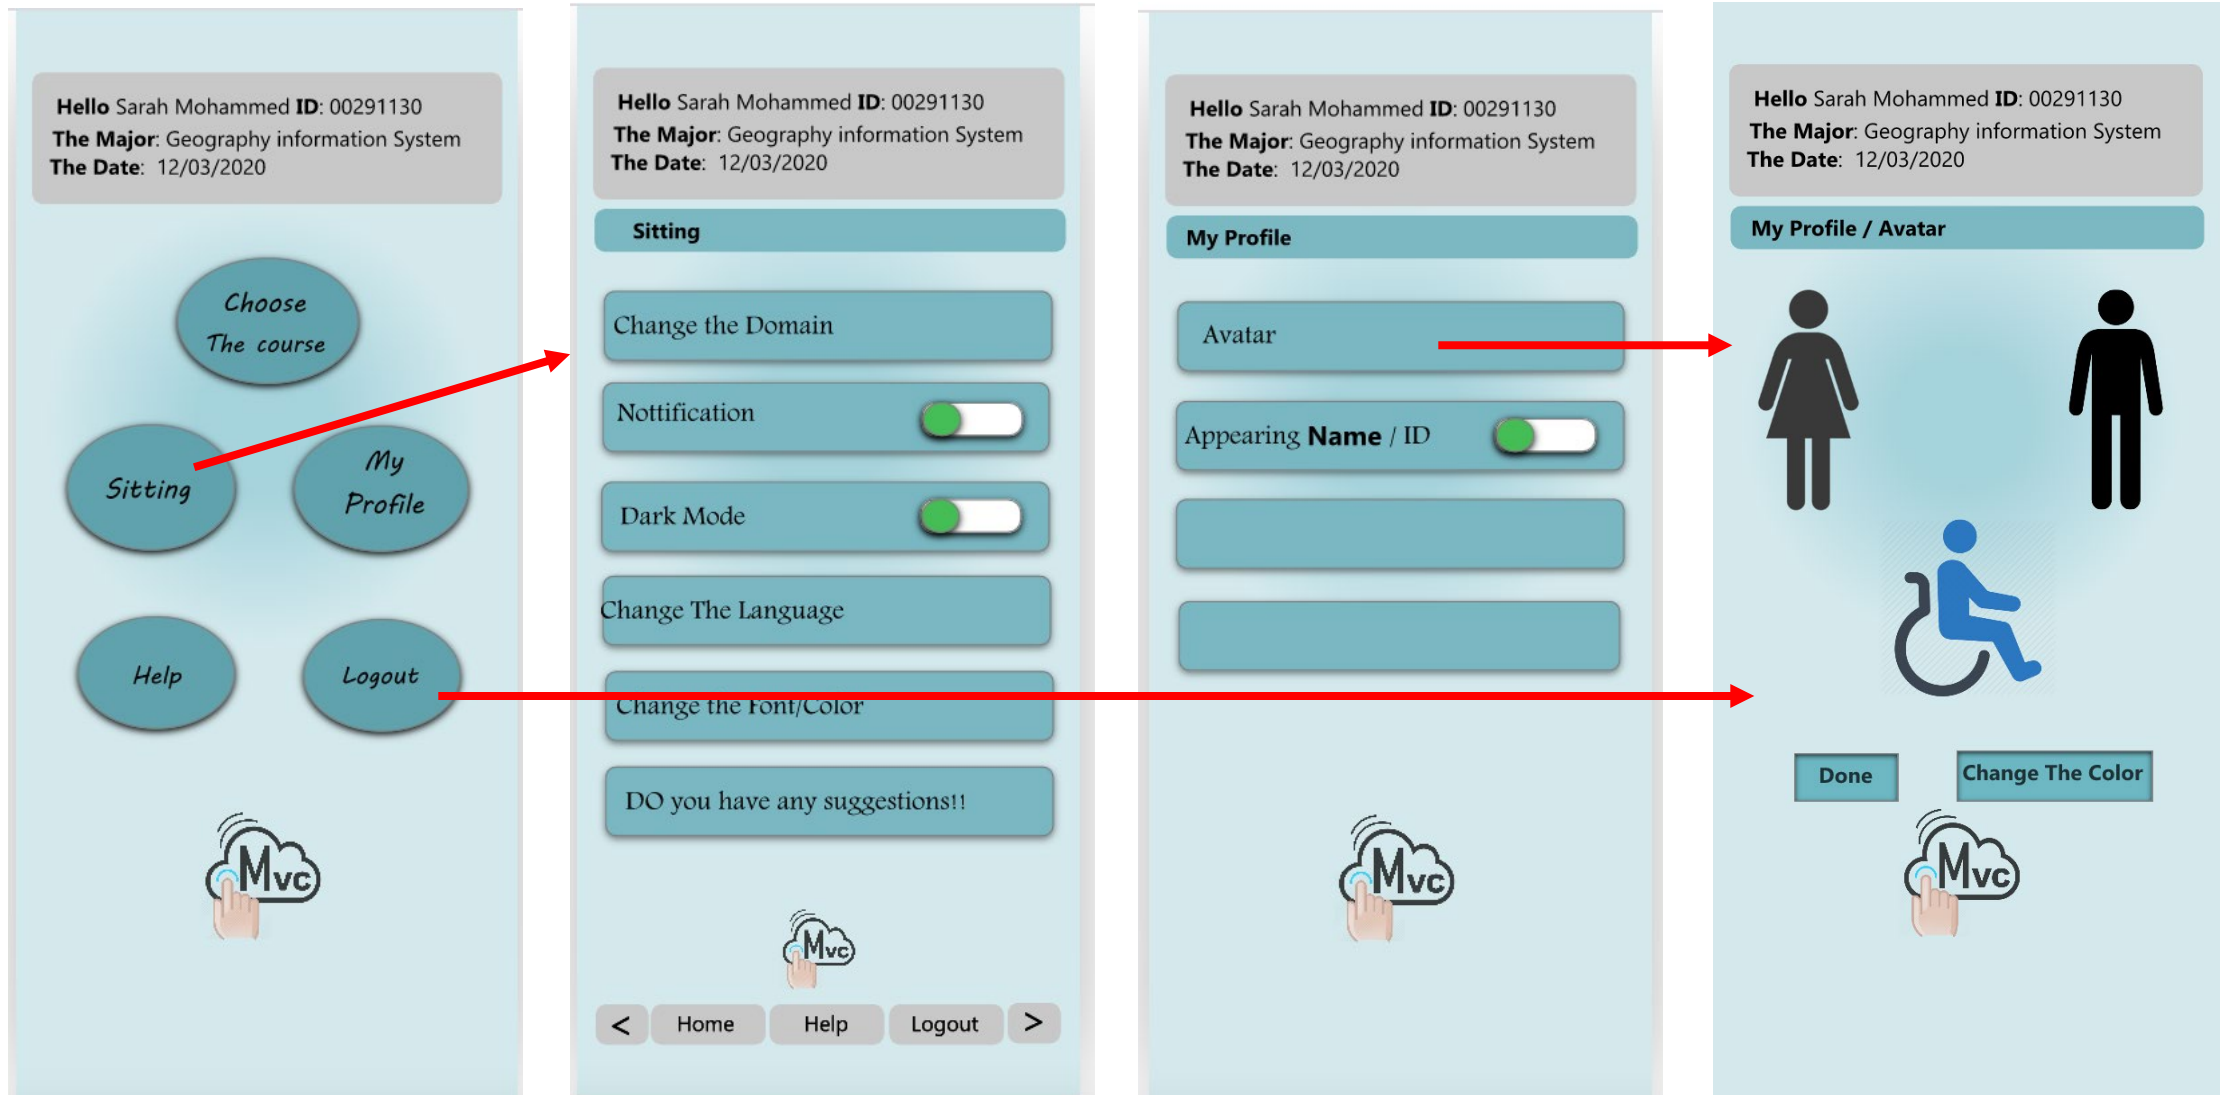 Hello Sarah Mohammed ID: 00291130
The Major: Geography information System
The Date: 12/03/2020
Choose
The course
Sitting
My
Profile
Help
Logout
Mvc
Hello Sarah Mohammed ID: 00291130
The Major: Geography information System
The Date: 12/03/2020
Sitting
Change the Domain
Nottification
Dark Mode
Change The Language
Change the Font/Color
DO you have any suggestions!!
Mvc
< Home Help Logout >
Hello Sarah Mohammed ID: 00291130
The Major: Geography information System
The Date: 12/03/2020
My Profile
Avatar
Appearing Name / ID
Mvc
Hello Sarah Mohammed ID: 00291130
The Major: Geography information System
The Date: 12/03/2020
My Profile / Avatar
Done
Change The Color
Mvc